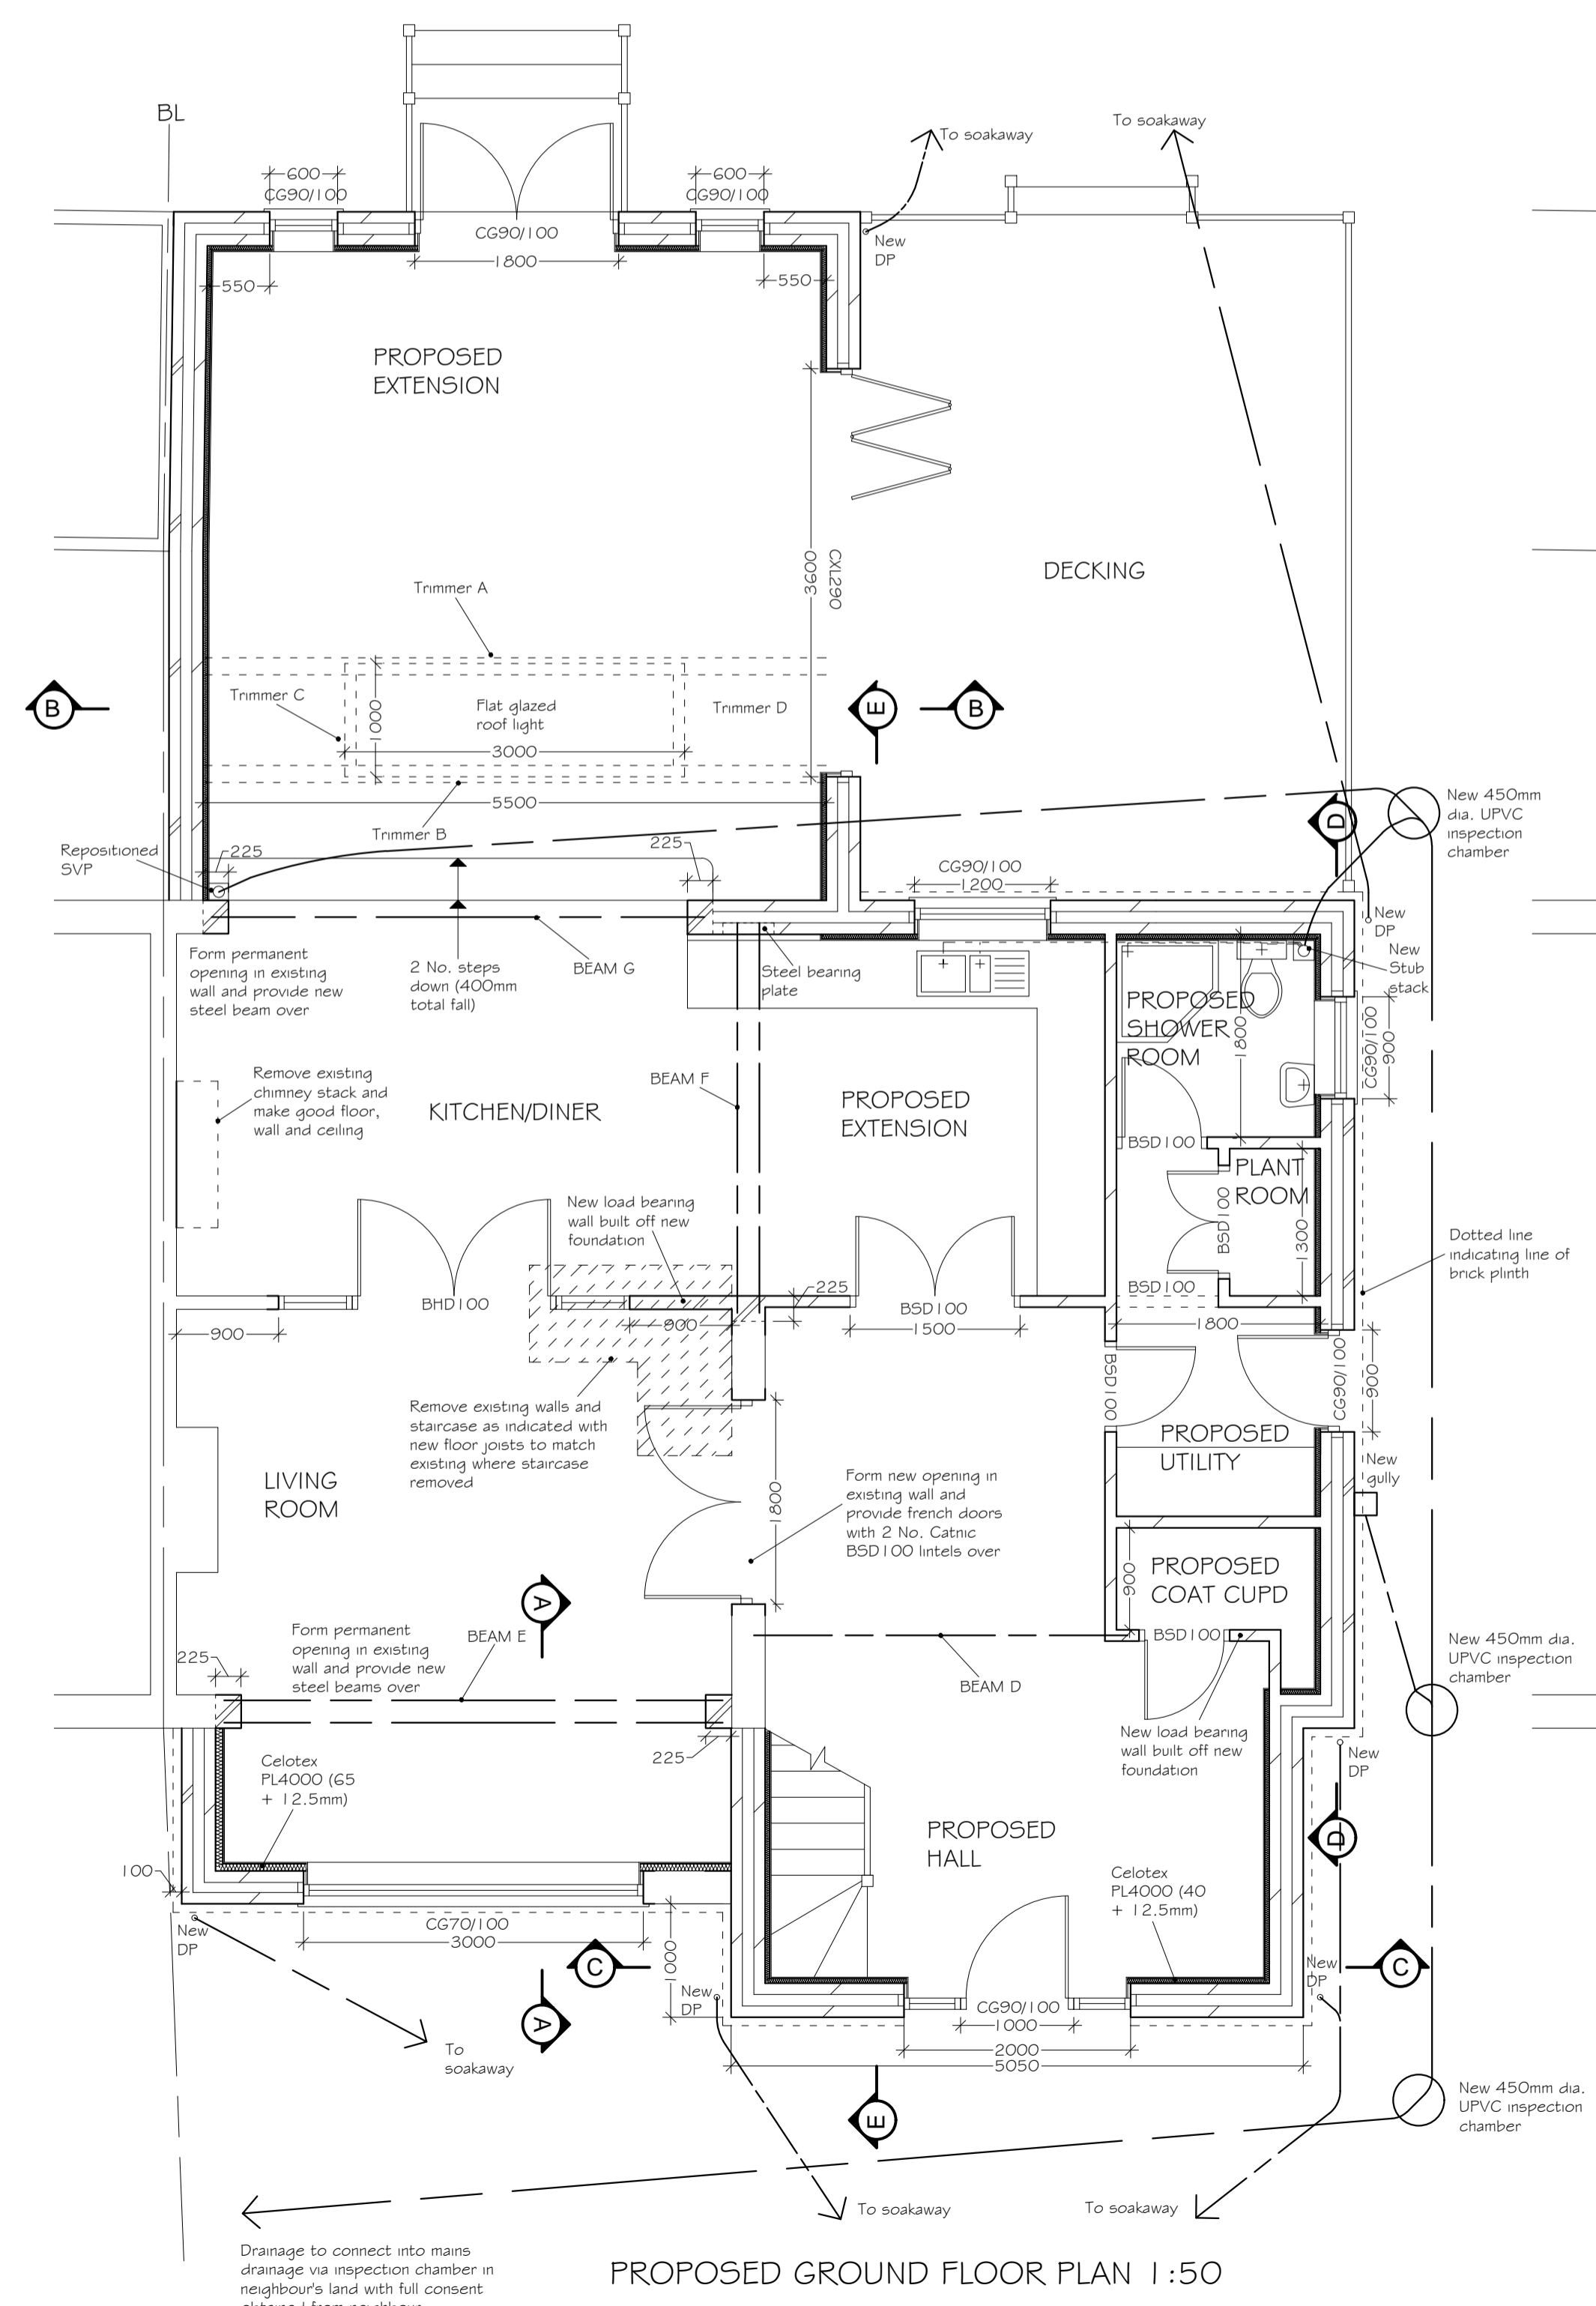 BL
To soakaway
To soakaway
600
CG90/100
600
CG90/100
CG90/100
1800
New
DP
550
550
PROPOSED
EXTENSION
3600
CXL290
DECKING
Trimmer A
Trimmer C
1000
Flat glazed
roof light
Trimmer D
3000
B
E
B
5500
Trimmer B
New 450mm
dia. UPVC
inspection
chamber
D
Repositioned
SVP
225
225
CG90/100
1200
New
DP
New
Stub
stack
Form permanent
opening in existing
wall and provide new
steel beam over
2 No. steps
down (400mm
total fall)
BEAM G
Steel bearing
plate
PROPOSED
SHOWER
ROOM
1800
CG90/100
900
Remove existing
chimney stack and
make good floor,
wall and ceiling
KITCHEN/DINER
BEAM F
PROPOSED
EXTENSION
BSD100
PLANT
ROOM
BSD100
1300
New load bearing
wall built off new
foundation
Dotted line
indicating line of
brick plinth
BHD100
225
BSD100
BSD100
900
900
1500
1800
BSD100
CG90/100
900
Remove existing walls and
staircase as indicated with
new floor joists to match
existing where staircase
removed
PROPOSED
UTILITY
New
gully
LIVING
ROOM
1800
Form new opening in
existing wall and
provide french doors
with 2 No. Catnic
BSD100 lintels over
900
PROPOSED
COAT CUPD
A
Form permanent
opening in existing
wall and provide new
steel beams over
BEAM E
BSD100
New 450mm dia.
UPVC inspection
chamber
225
BEAM D
225
New load bearing
wall built off new
foundation
New
DP
Celotex
PL4000 (65
+ 12.5mm)
PROPOSED
HALL
D
100
Celotex
PL4000 (40
+ 12.5mm)
New
DP
CG70/100
3000
1000
C
New
DP
C
New
DP
CG90/100
1000
A
To
soakaway
2000
5050
E
New 450mm dia.
UPVC inspection
chamber
To soakaway
To soakaway
Drainage to connect into mains
drainage via inspection chamber in
neighbour's land with full consent
PROPOSED GROUND FLOOR PLAN 1:50